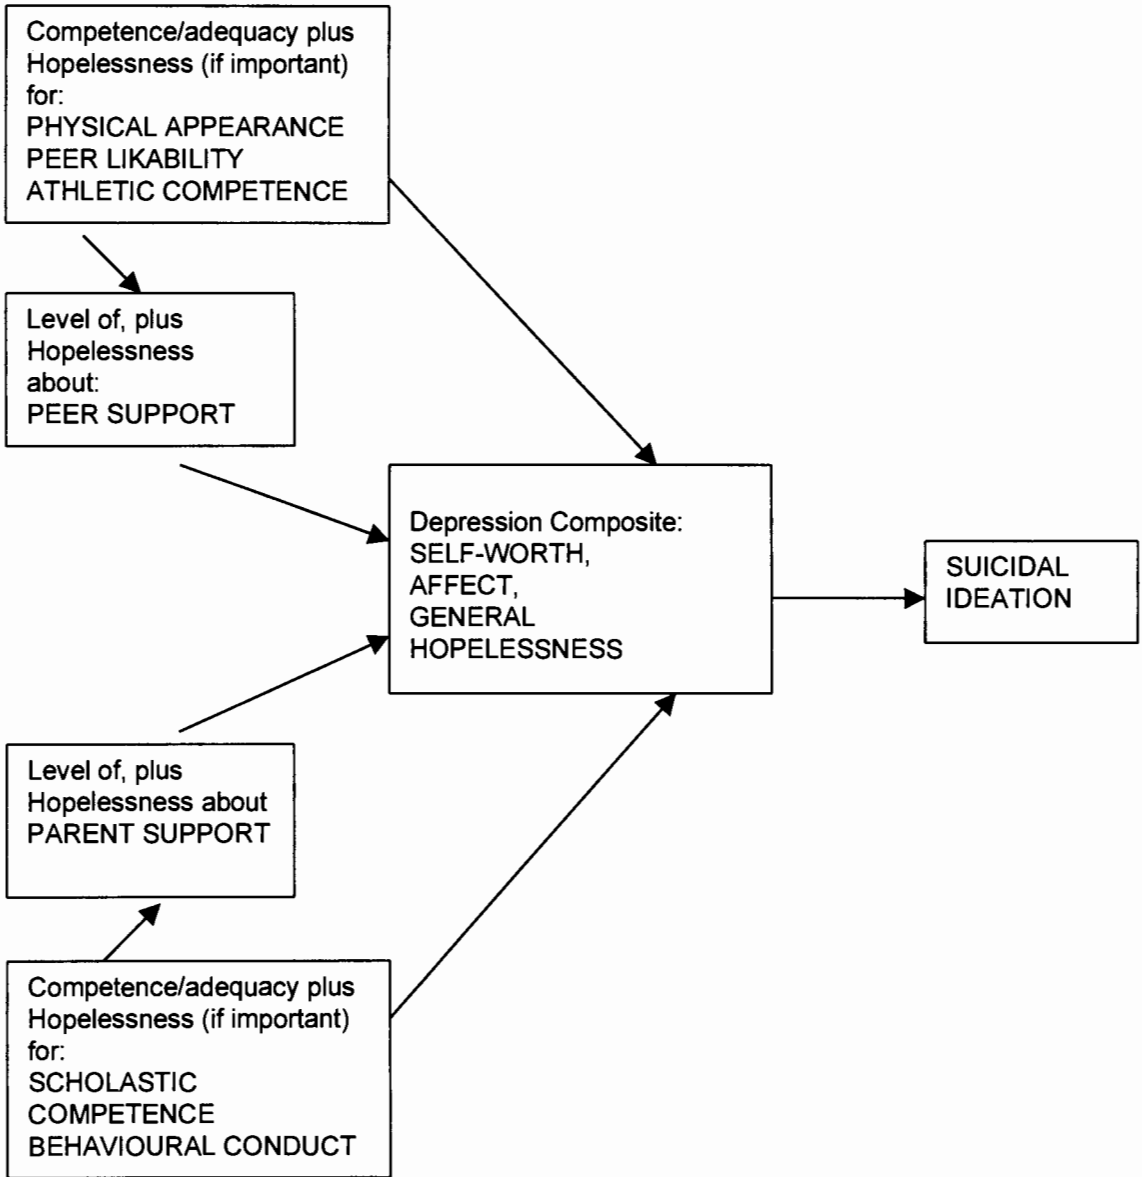 Competence/adequacy plus
Hopelessness (if important)
for:
PHYSICAL APPEARANCE
PEER LIKABILITY
ATHLETIC COMPETENCE
Level of, plus
Hopelessness
about:
PEER SUPPORT
Depression Composite:
SELF-WORTH,
AFFECT,
GENERAL
HOPELESSNESS
SUICIDAL
IDEATION
Level of, plus
Hopelessness about
PARENT SUPPORT
Competence/adequacy plus
Hopelessness (if important)
for:
SCHOLASTIC
COMPETENCE
BEHAVIOURAL CONDUCT